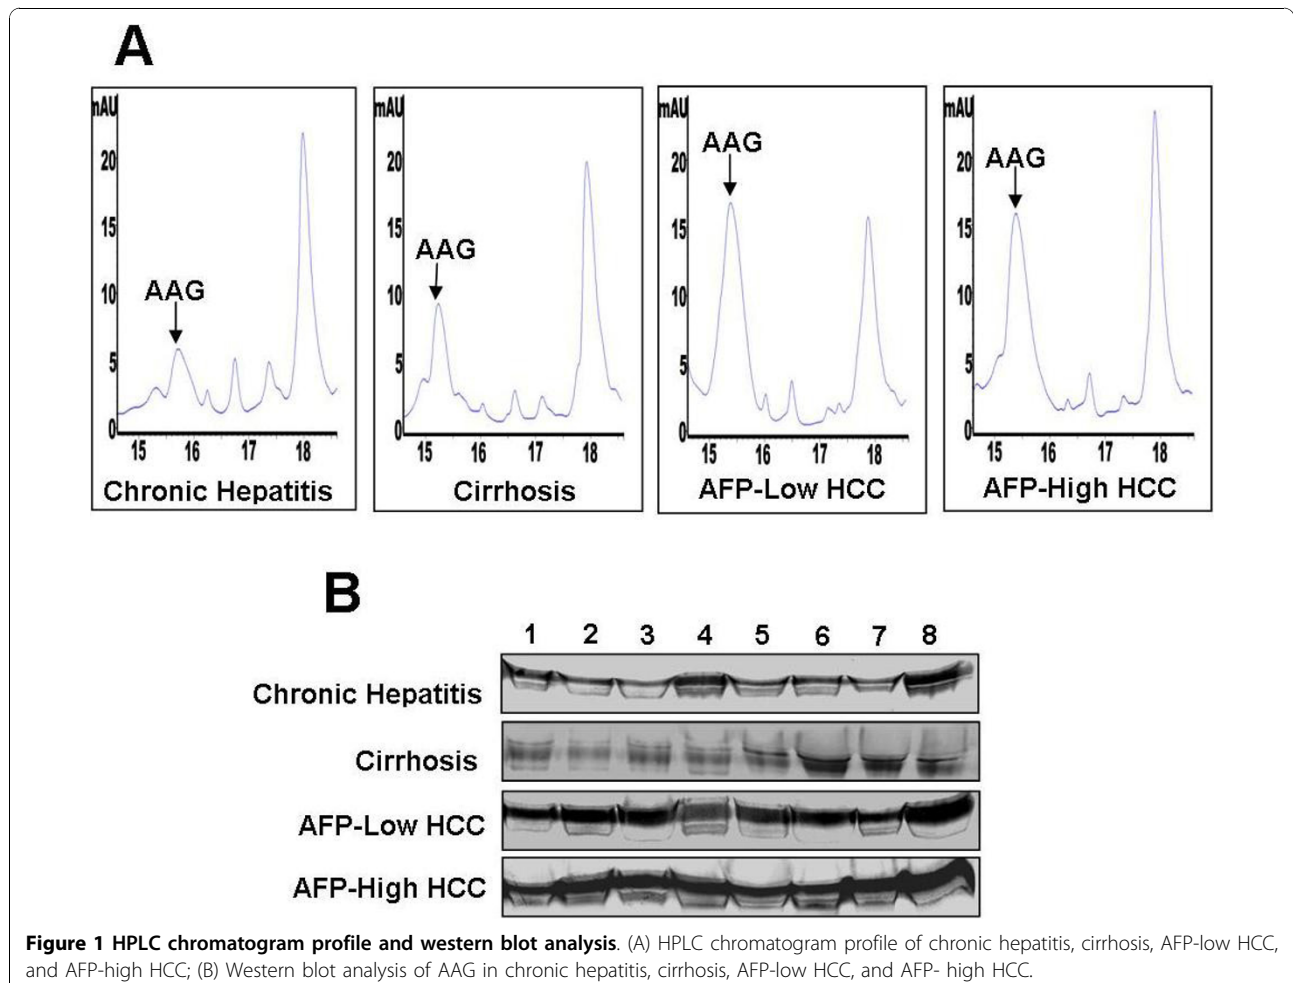 A
mAU
20
15
10
5
0
AAG
15 16 17 18
Chronic Hepatitis
mAU
20
15
10
5
0
AAG
15 16 17 18
Cirrhosis
mAU
20
15
10
5
0
AAG
15 16 17 18
AFP-Low HCC
mAU
20
15
10
5
0
AAG
15 16 17 18
AFP-High HCC
B
1 2 3 4 5 6 7 8
Chronic Hepatitis
Cirrhosis
AFP-Low HCC
AFP-High HCC
Figure 1 HPLC chromatogram profile and western blot analysis. (A) HPLC chromatogram profile of chronic hepatitis, cirrhosis, AFP-low HCC,
and AFP-high HCC; (B) Western blot analysis of AAG in chronic hepatitis, cirrhosis, AFP-low HCC, and AFP- high HCC.